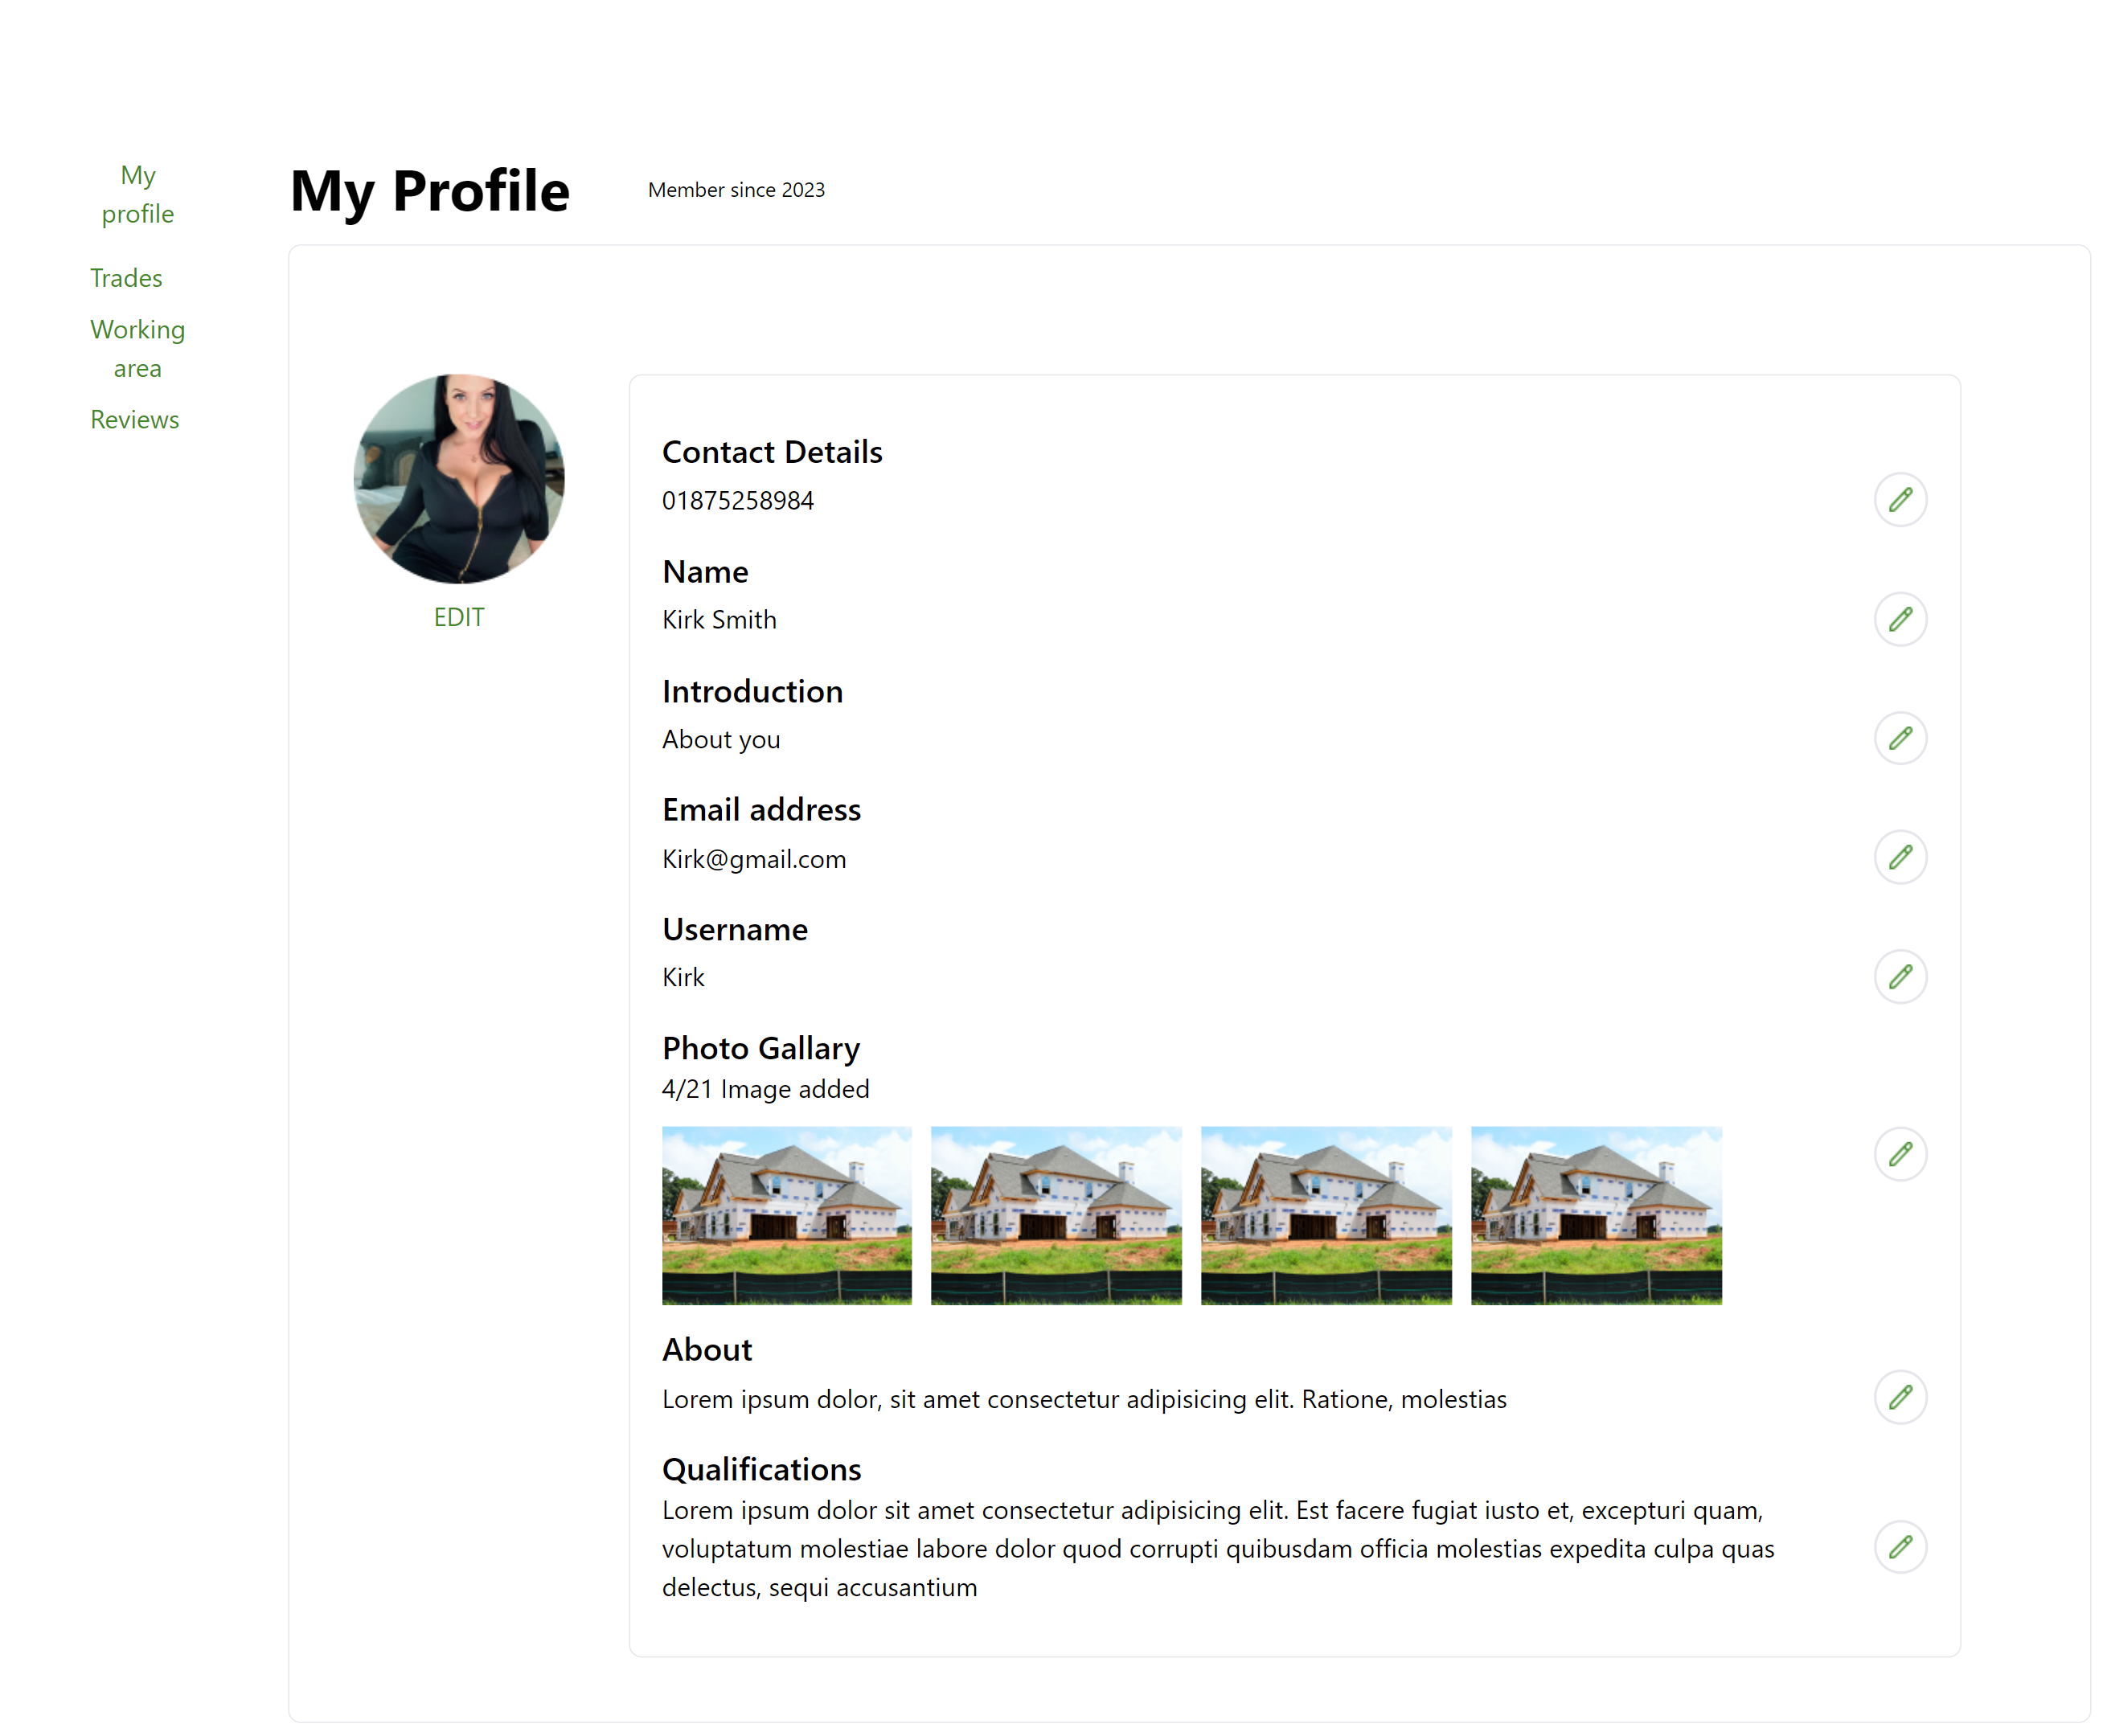 My
profile
Trades
Working
area
Reviews
My Profile
Member since 2023
EDIT
Contact Details
01875258984
Name
Kirk Smith
Introduction
About you
Email address
Kirk@gmail.com
Username
Kirk
Photo Gallary
4/21 Image added
About
Lorem ipsum dolor, sit amet consectetur adipisicing elit. Ratione, molestias
Qualifications
Lorem ipsum dolor sit amet consectetur adipisicing elit. Est facere fugiat iusto et, excepturi quam,
voluptatum molestiae labore dolor quod corrupti quibusdam officia molestias expedita culpa quas
delectus, sequi accusantium